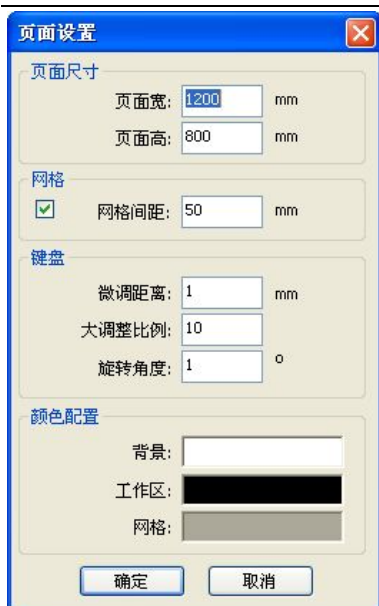 页面设置
页面尺寸
页面宽: 1200 mm
页面高: 800 mm
网格
网格间距: 50 mm
键盘
微调距离: 1 mm
大调整比例: 10
旋转角度: 1 °
颜色配置
背景:
工作区:
网格:
确定 取消